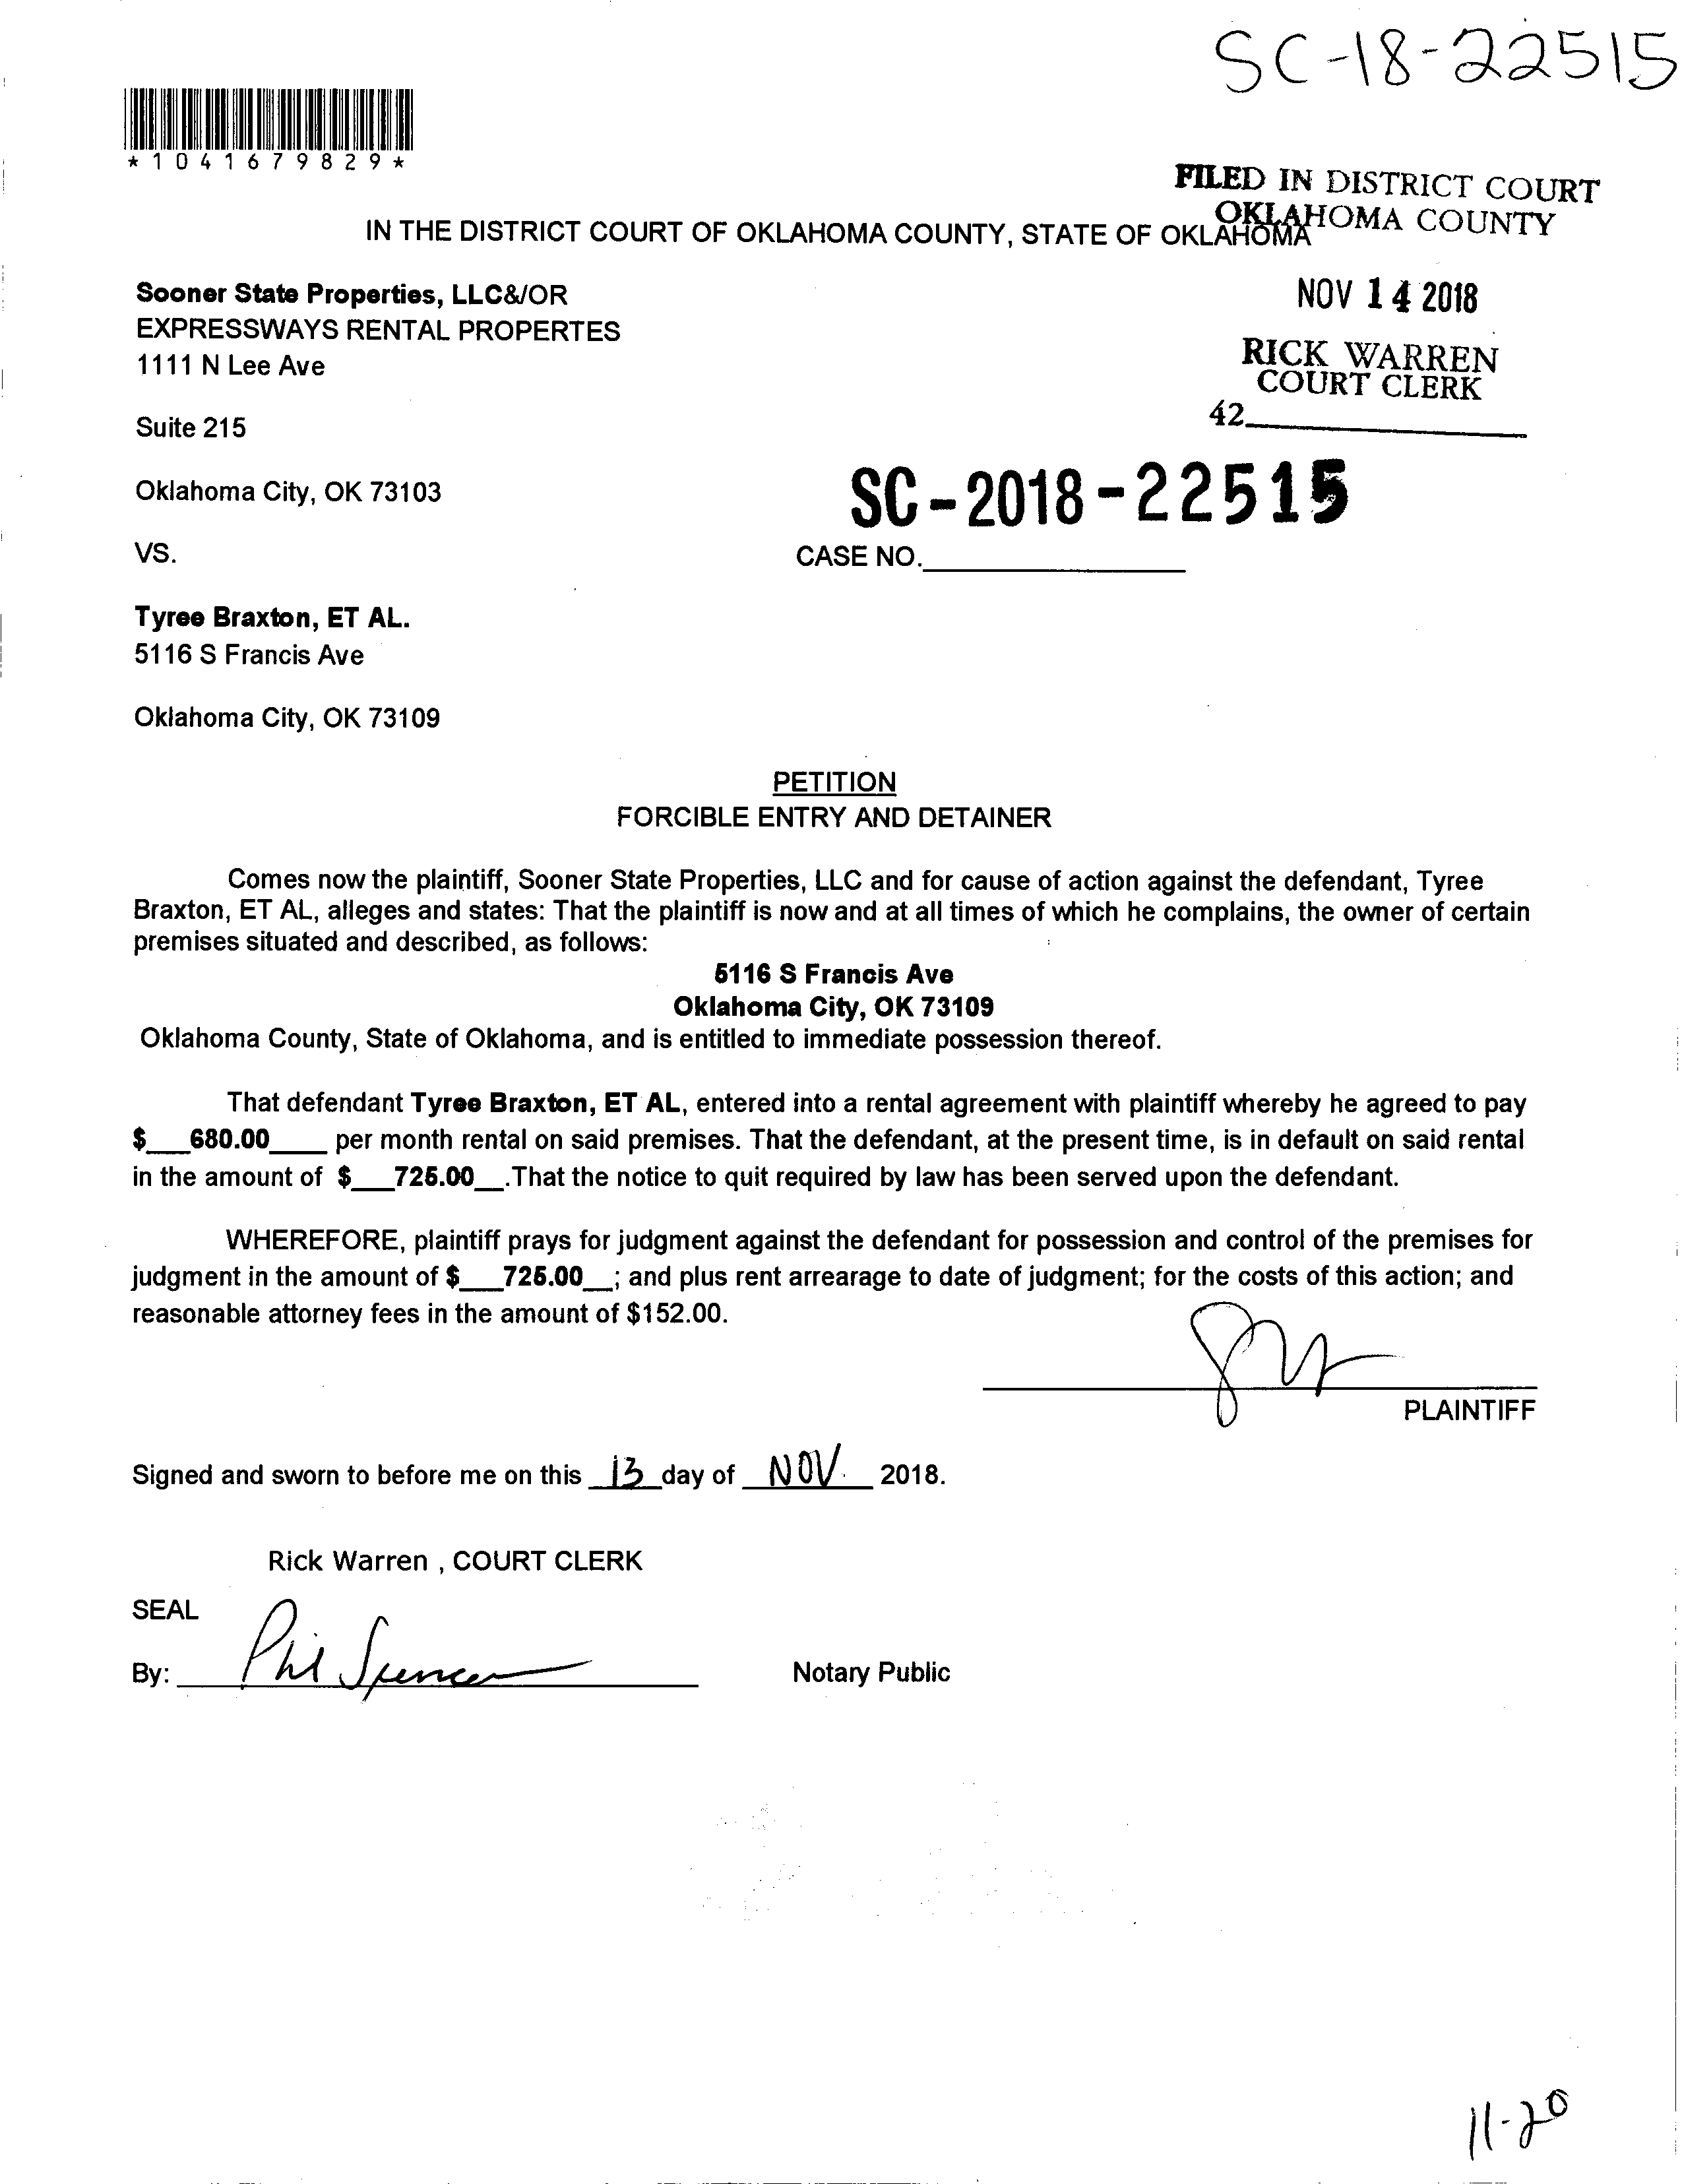 SC-18-22515
*1041679829*
FILED IN DISTRICT COURT
OKLAHOMA COUNTY
IN THE DISTRICT COURT OF OKLAHOMA COUNTY, STATE OF OKLAHOMA
Sooner State Properties, LLC&/OR
EXPRESSWAYS RENTAL PROPERTES
1111 N Lee Ave
NOV 14 2018
RICK WARREN
COURT CLERK
42
Suite 215
Oklahoma City, OK 73103
SC-2018-22515
VS.
CASE NO.
Tyree Braxton, ET AL.
5116 S Francis Ave
Oklahoma City, OK 73109
PETITION
FORCIBLE ENTRY AND DETAINER
Comes now the plaintiff, Sooner State Properties, LLC and for cause of action against the defendant, Tyree
Braxton, ET AL, alleges and states: That the plaintiff is now and at all times of which he complains, the owner of certain
premises situated and described, as follows:
5116 S Francis Ave
Oklahoma City, OK 73109
Oklahoma County, State of Oklahoma, and is entitled to immediate possession thereof.
That defendant Tyree Braxton, ET AL, entered into a rental agreement with plaintiff whereby he agreed to pay
$___680.00____ per month rental on said premises. That the defendant, at the present time, is in default on said rental
in the amount of $___725.00__.That the notice to quit required by law has been served upon the defendant.
WHEREFORE, plaintiff prays for judgment against the defendant for possession and control of the premises for
judgment in the amount of $___725.00__; and plus rent arrearage to date of judgment; for the costs of this action; and
reasonable attorney fees in the amount of $152.00.
PLAINTIFF
Signed and sworn to before me on this 13 day of NOV. 2018.
Rick Warren , COURT CLERK
SEAL
By: Phil Spencer
Notary Public
11-20